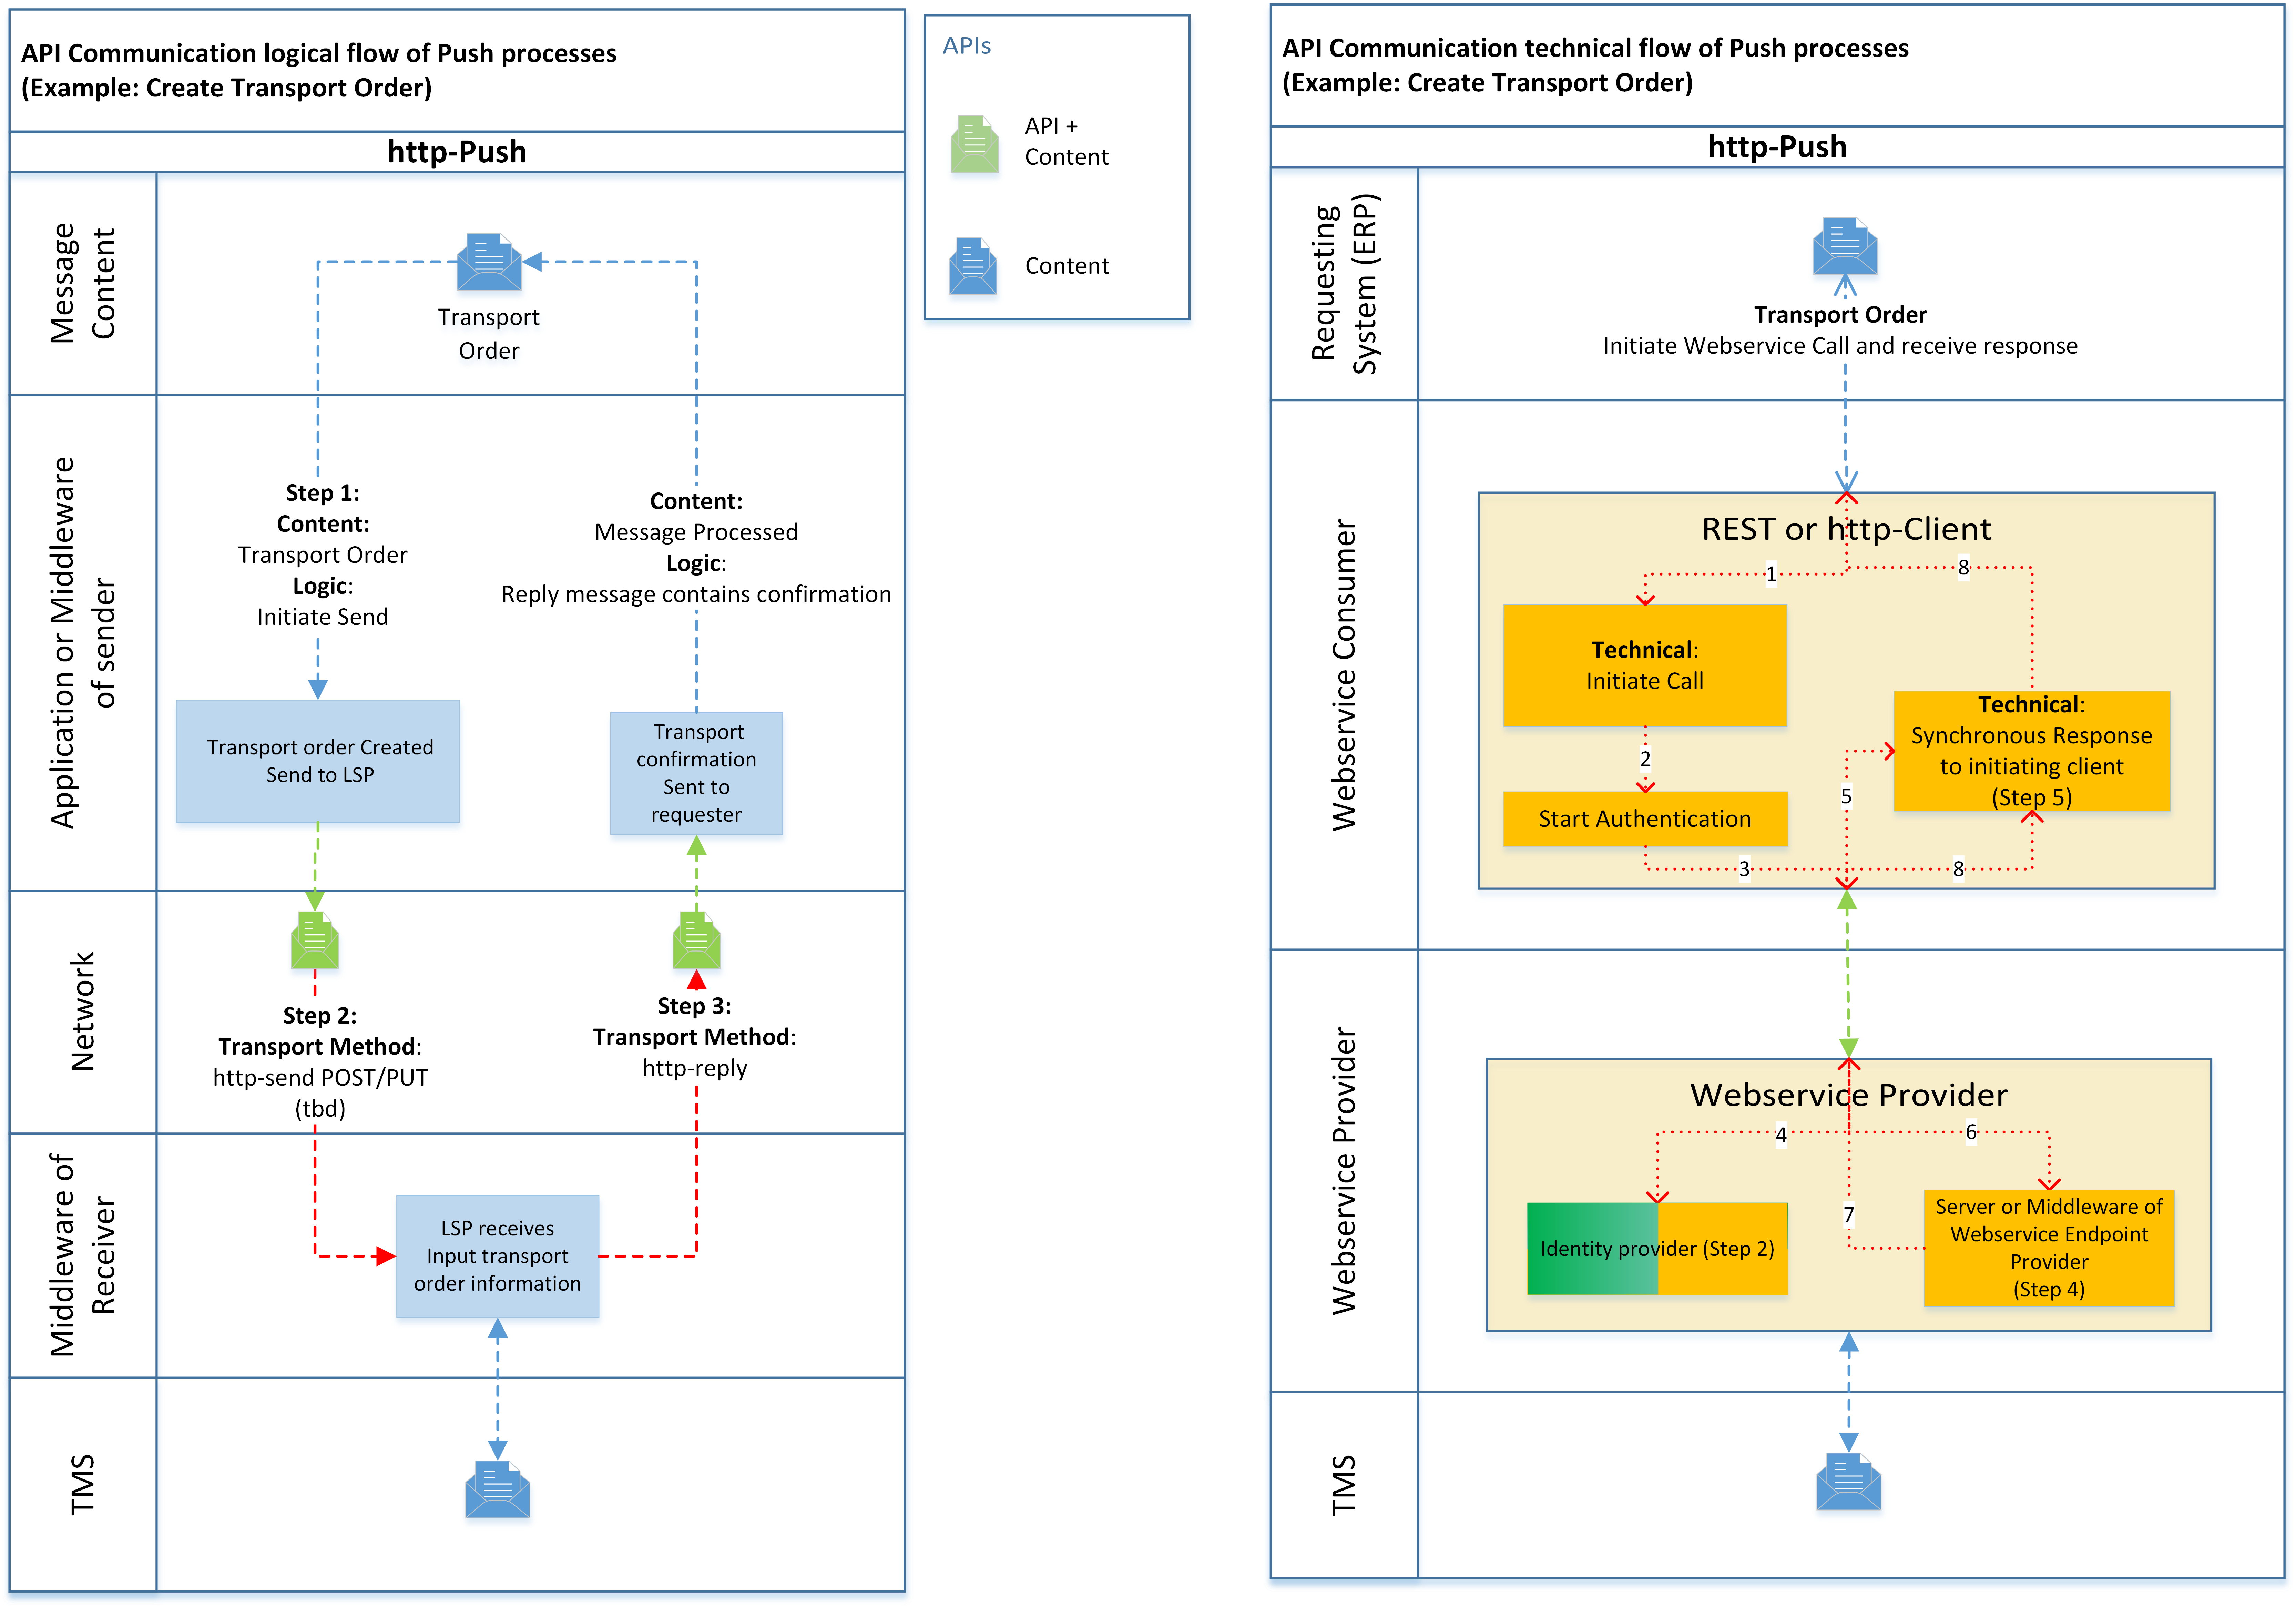 API Communication logical flow of Push processes
(Example: Create Transport Order)
http-Push
Message
Content
Transport
Order
Application or Middleware
of sender
Step 1:
Content:
Transport Order
Logic:
Initiate Send
Content:
Message Processed
Logic:
Reply message contains confirmation
Transport order Created
Send to LSP
Transport
confirmation
Sent to
requester
Network
Step 2:
Transport Method:
http-send POST/PUT
(tbd)
Step 3:
Transport Method:
http-reply
Middleware of
Receiver
LSP receives
Input transport
order information
TMS
APIs
API +
Content
Content
API Communication technical flow of Push processes
(Example: Create Transport Order)
http-Push
Requesting
System (ERP)
Transport Order
Initiate Webservice Call and receive response
Webservice Consumer
REST or http-Client
1
8
Technical:
Initiate Call
2
Start Authentication
Technical:
Synchronous Response
to initiating client
(Step 5)
5
3
8
Webservice Provider
Webservice Provider
4
6
7
Identity provider (Step 2)
Server or Middleware of
Webservice Endpoint
Provider
(Step 4)
TMS